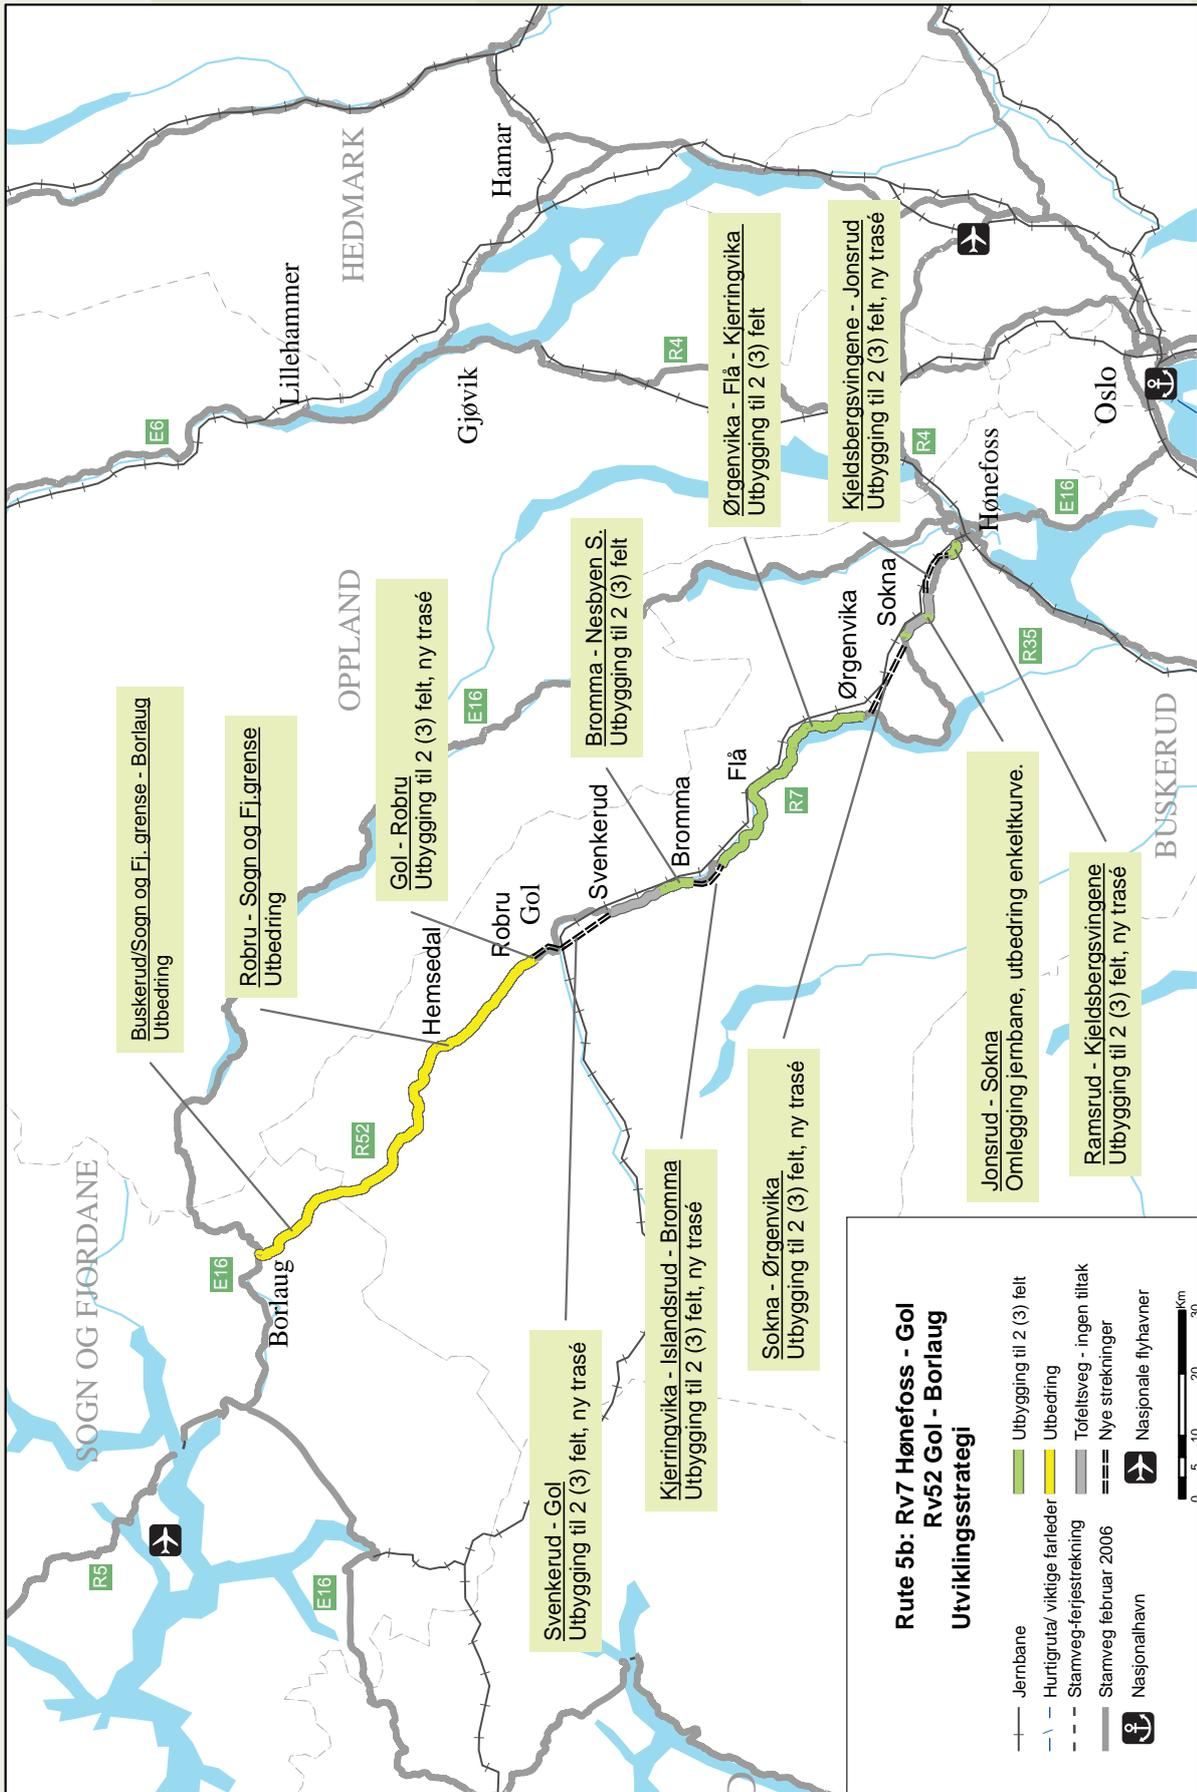 Buskerud/Sogn og Fj. grense - Borlaug
Utbedring
Robru - Sogn og Fj.grense
Utbedring
Gol - Robru
Utbygging til 2 (3) felt, ny trasé
Bromma - Nesbyen S.
Utbygging til 2 (3) felt
Ørgenvika - Flå - Kjerringvika
Utbygging til 2 (3) felt
Kjeldsbergsvingene - Jonsrud
Utbygging til 2 (3) felt, ny trasé
Svenkerud - Gol
Utbygging til 2 (3) felt, ny trasé
Kjerringvika - Islandsrud - Bromma
Utbygging til 2 (3) felt, ny trasé
Sokna - Ørgenvika
Utbygging til 2 (3) felt, ny trasé
Jonsrud - Sokna
Omlegging jernbane, utbedring enkeltkurve.
Ramsrud - Kjeldsbergsvingene
Utbygging til 2 (3) felt, ny trasé
SOGN OG FJORDANE
OPPLAND
HEDMARK
BUSKERUD
Lillehammer
Hamar
Gjøvik
Oslo
Hønefoss
Sokna
Ørgenvika
Flå
Bromma
Svenkerud
Gol
Robru
Hemsedal
Borlaug
E6
R4
R4
E16
R35
R7
E16
R52
E16
R5
E16
Rute 5b: Rv7 Hønefoss - Gol
Rv52 Gol - Borlaug
Utviklingsstrategi
Jernbane
Hurtigruta/ viktige farleder
Stamveg-ferjestrekning
Stamveg februar 2006
Nasjonalhavn
Utbygging til 2 (3) felt
Utbedring
Tofeltsveg - ingen tiltak
Nye strekninger
Nasjonale flyhavner
0 5 10 20 30
Km